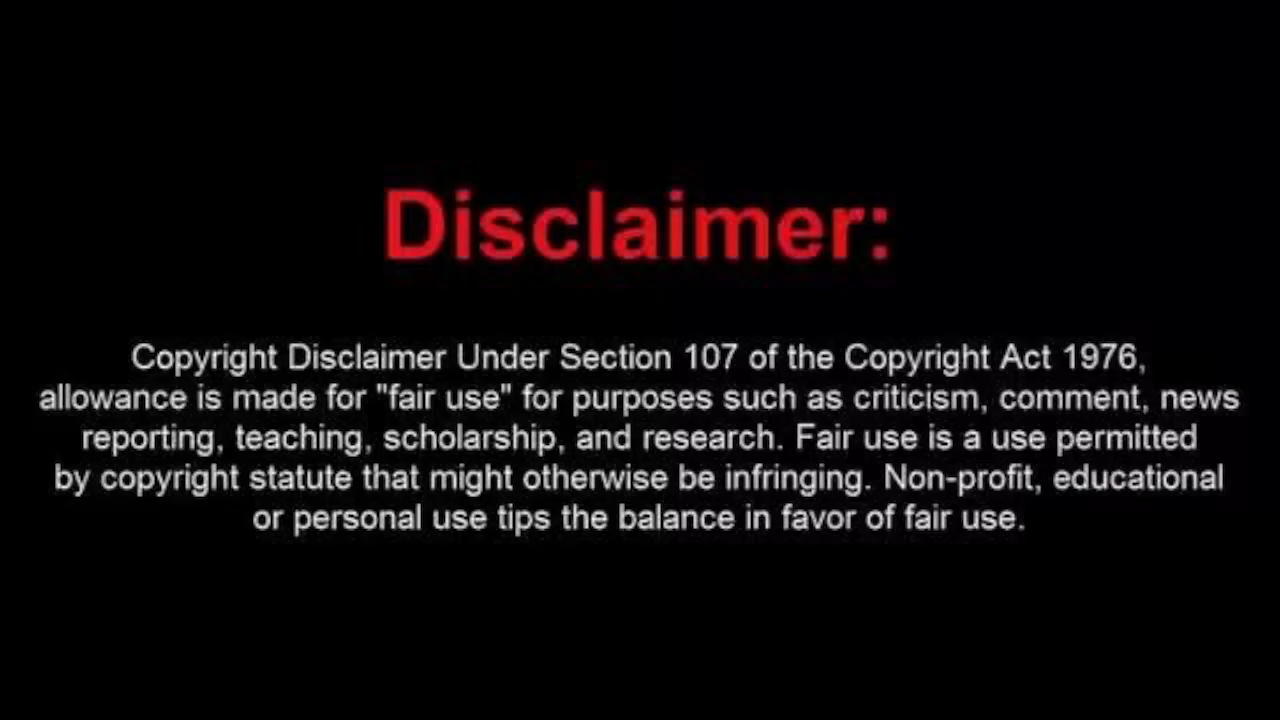 Disclaimer:
Copyright Disclaimer Under Section 107 of the Copyright Act 1976,
allowance is made for "fair use" for purposes such as criticism, comment, news
reporting, teaching, scholarship, and research. Fair use is a use permitted
by copyright statute that might otherwise be infringing. Non-profit, educational
or personal use tips the balance in favor of fair use.